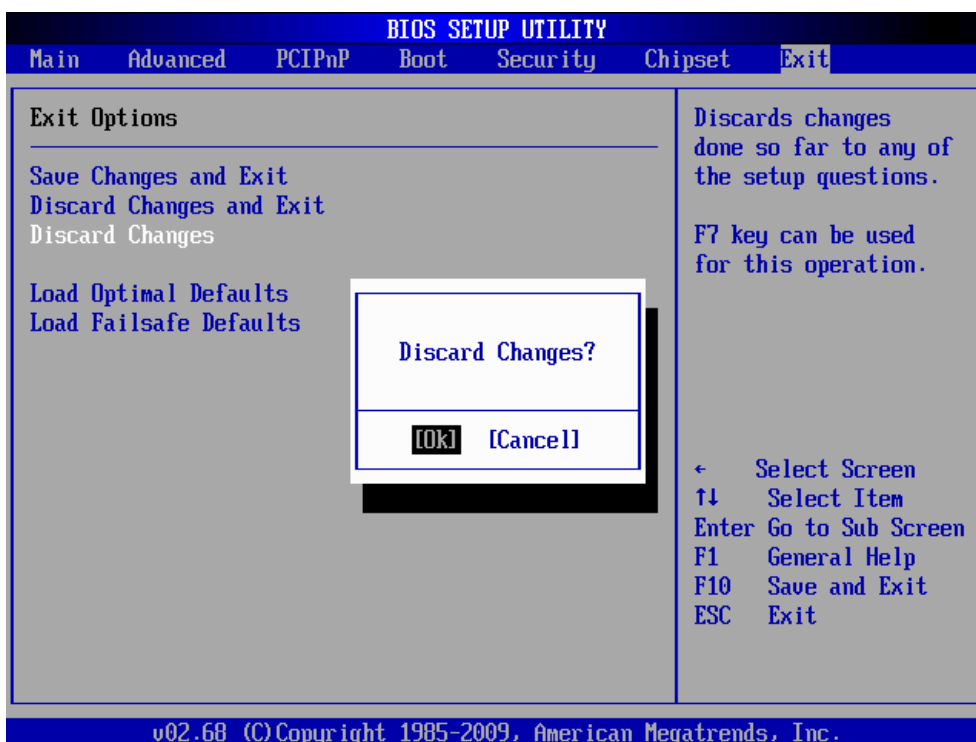 BIOS SETUP UTILITY
Main Advanced PCIPnP Boot Security Chipset Exit
Exit Options
Save Changes and Exit
Discard Changes and Exit
Discard Changes
Load Optimal Defaults
Load Failsafe Defaults
Discard Changes?
[Ok] [Cancel]
Discards changes
done so far to any of
the setup questions.
F7 key can be used
for this operation.
← Select Screen
↑↓ Select Item
Enter Go to Sub Screen
F1 General Help
F10 Save and Exit
ESC Exit
v02.68 (C)Copyright 1985-2009, American Megatrends, Inc.